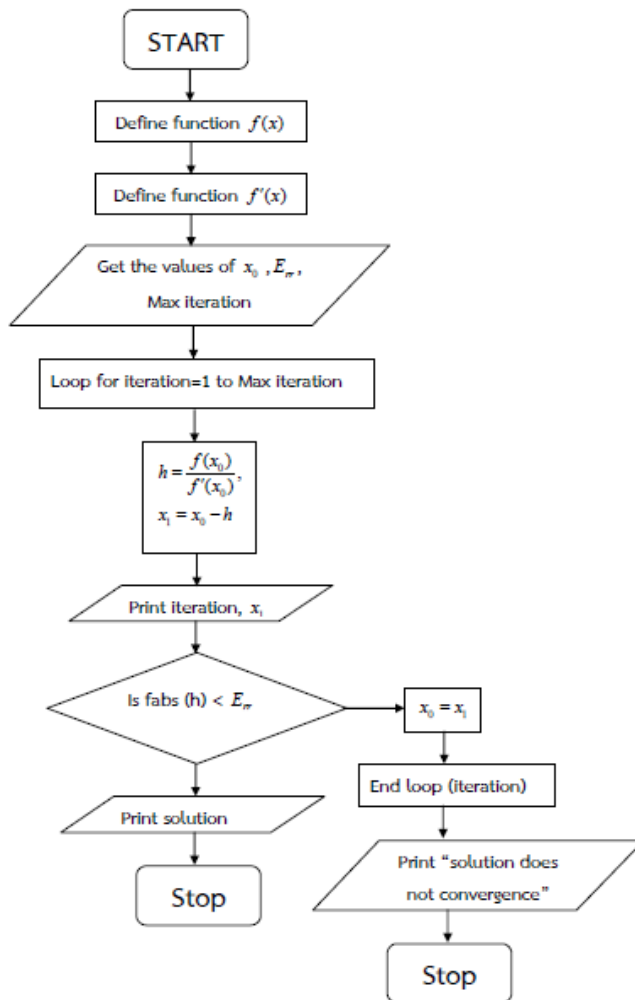 START
Define function f(x)
Define function f'(x)
Get the values of x₀ , Eᵣᵣ,
Max iteration
Loop for iteration=1 to Max iteration
h = f(x₀)/f'(x₀),
x₁ = x₀ − h
Print iteration, x₁
Is fabs (h) < Eᵣᵣ
x₀ = x₁
Print solution
End loop (iteration)
Stop
Print “solution does
not convergence”
Stop